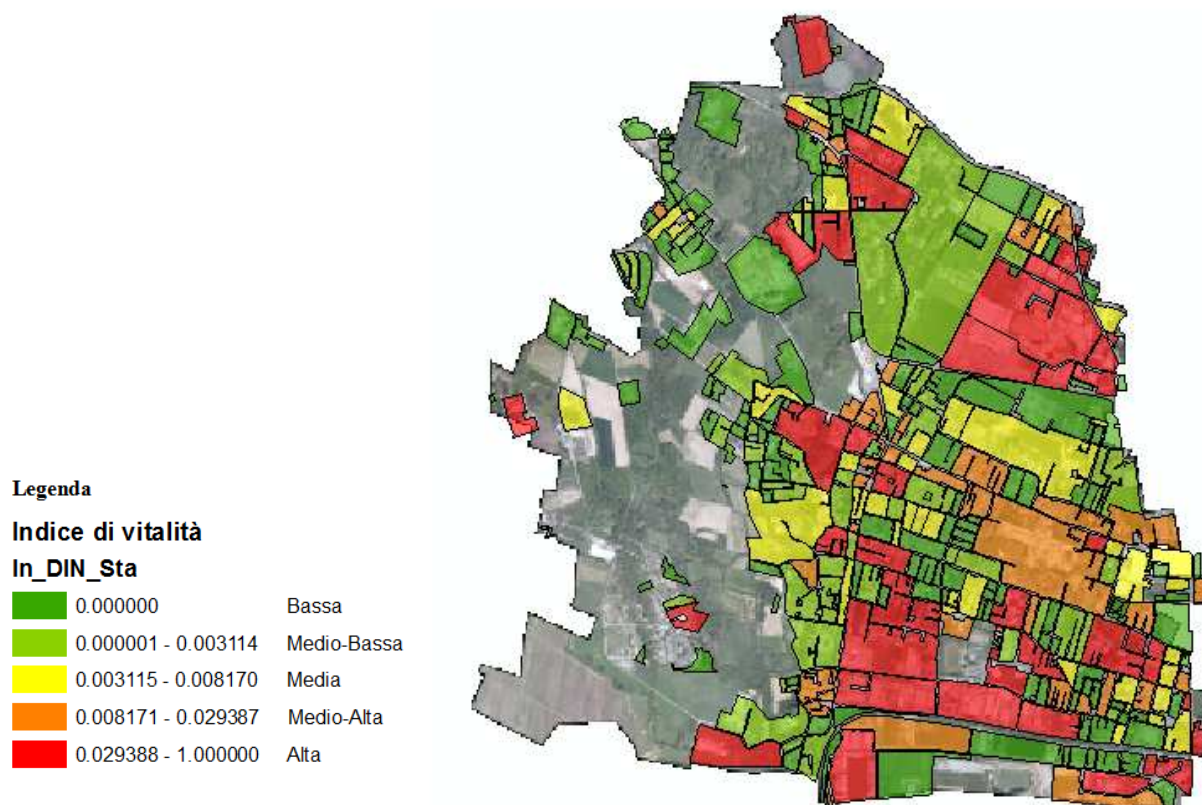 Legenda
Indice di vitalità
In_DIN_Sta
0.000000 Bassa
0.000001 - 0.003114 Medio-Bassa
0.003115 - 0.008170 Media
0.008171 - 0.029387 Medio-Alta
0.029388 - 1.000000 Alta